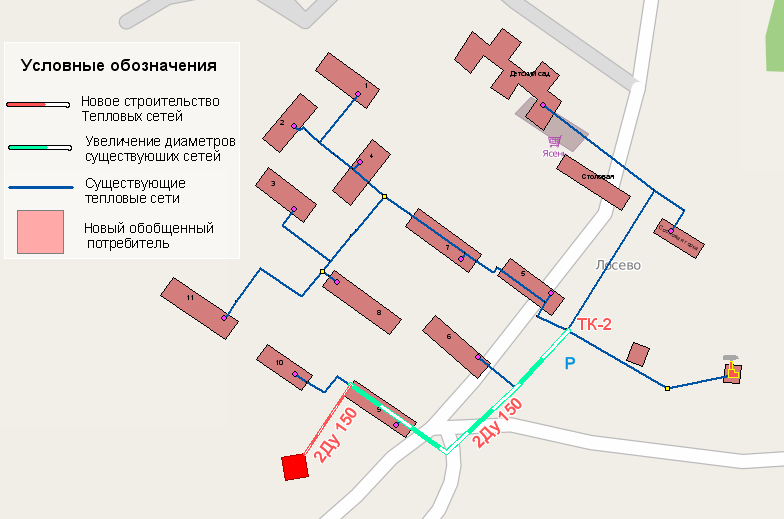 Условные обозначения
Новое строительство
Тепловых сетей
Увеличение диаметров
существуюших сетей
Существующие
тепловые сети
Новый обобщенный
потребитель
Детский сад
1
2
Ясень
4
Столовая
3
7
Лосево
5
11
8
ТК-2
6
10
P
9
2Ду 150
2Ду 150